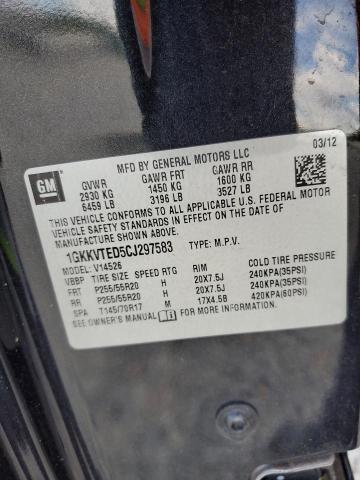 MFD BY GENERAL MOTORS LLC
03/12
GM
GVWR GAWR FRT GAWR RR
2930 KG 1450 KG 1600 KG
6459 LB 3196 LB 3527 LB
THIS VEHICLE CONFORMS TO ALL APPLICABLE U.S. FEDERAL MOTOR
VEHICLE SAFETY STANDARDS IN EFFECT ON THE DATE OF
MANUFACTURE SHOWN ABOVE.
1GKKVTED5CJ297583 TYPE: M.P.V.
MODEL: V14526
VBBP TIRE SIZE SPEED RTG RIM COLD TIRE PRESSURE
FRT P255/55R20 H 20X7.5J 240KPA(35PSI)
RR P255/55R20 H 20X7.5J 240KPA(35PSI)
SPA T145/70R17 M 17X4.5B 420KPA(60PSI)
SEE OWNER'S MANUAL FOR MORE INFORMATION.